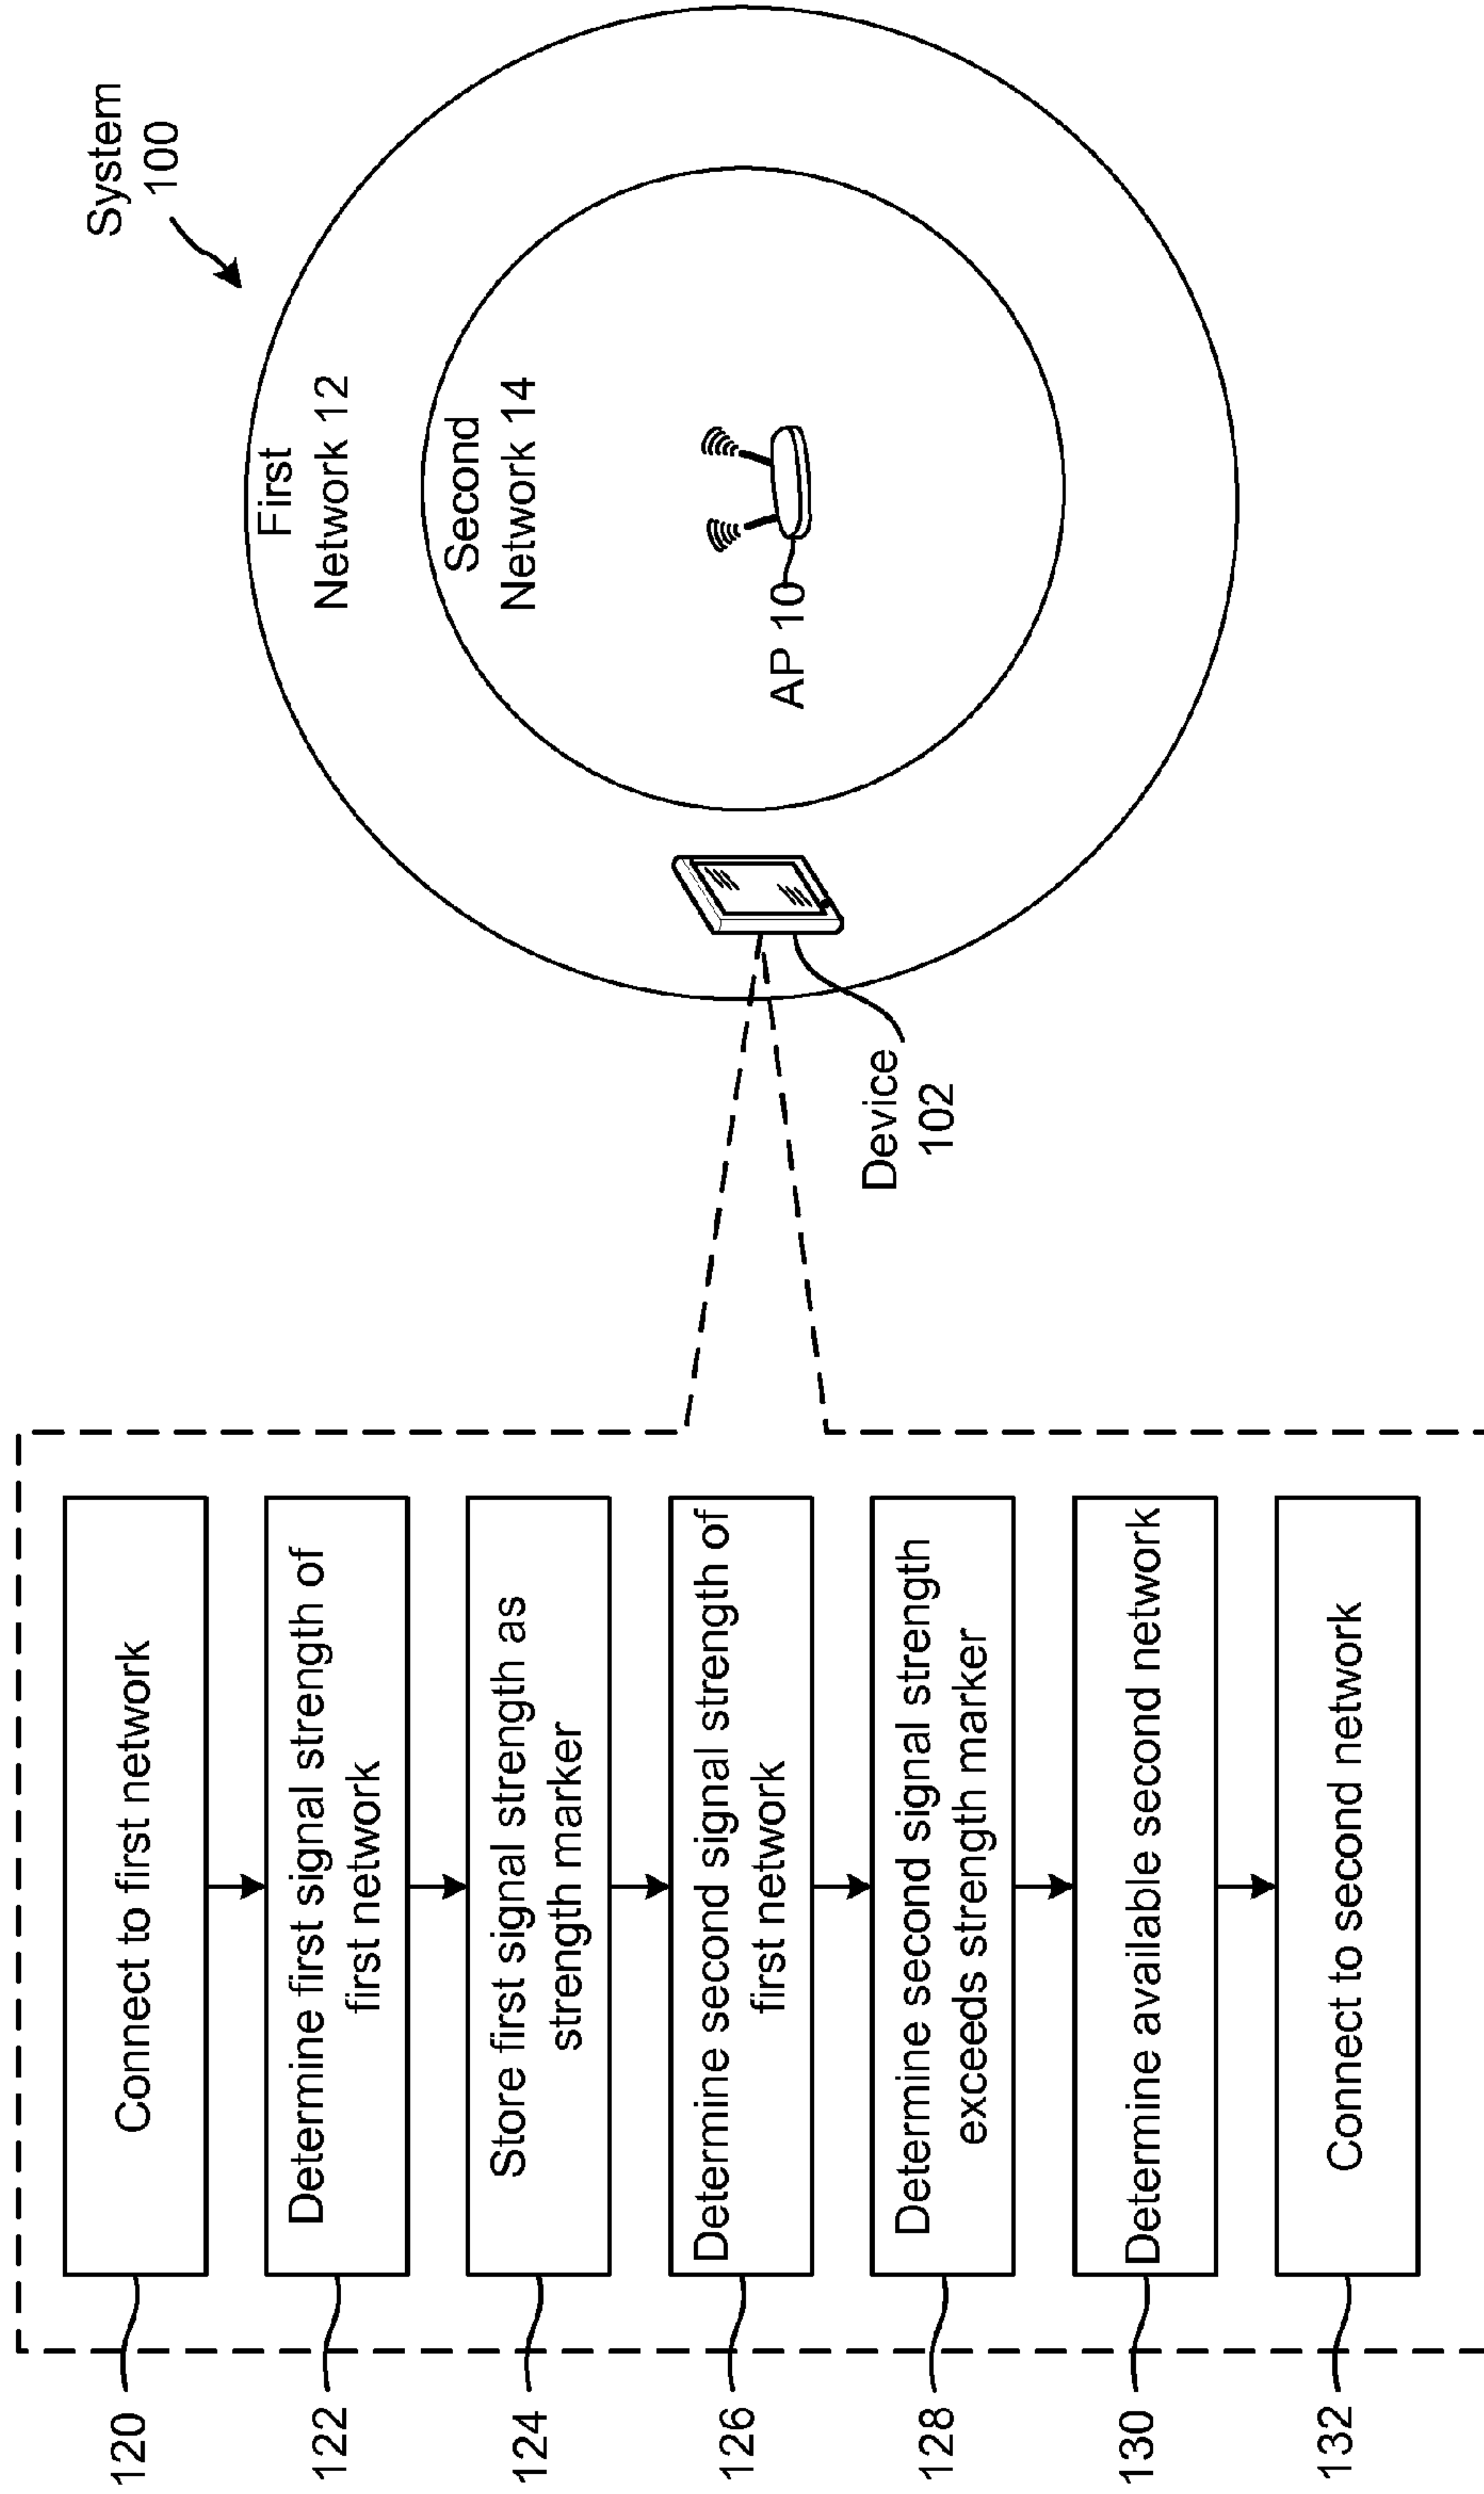 System
100
First
Network 12
Second
Network 14
AP 10
Device
102
120
Connect to first network
122
Determine first signal strength of
first network
124
Store first signal strength as
strength marker
126
Determine second signal strength of
first network
128
Determine second signal strength
exceeds strength marker
130
Determine available second network
132
Connect to second network